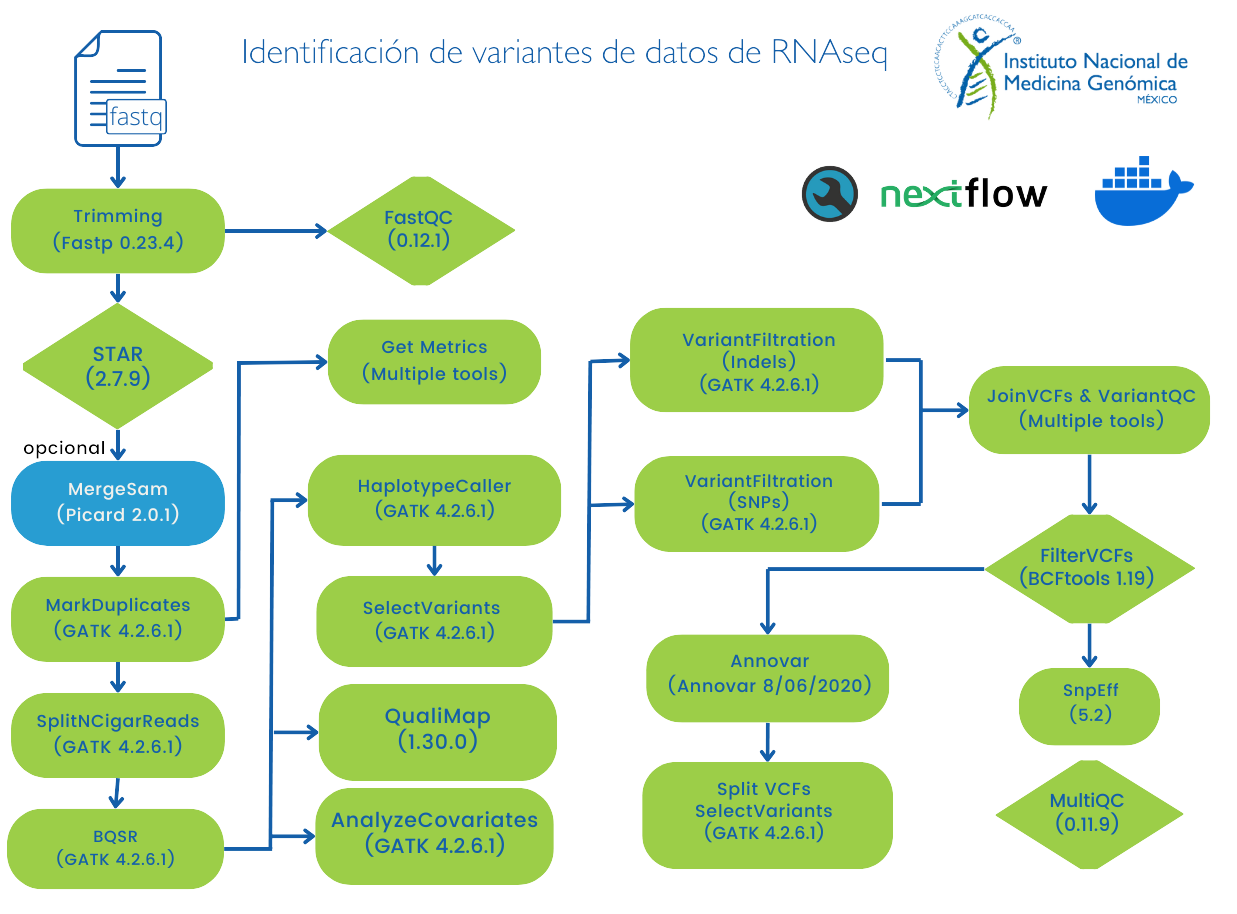 Identificación de variantes de datos de RNAseq
Instituto Nacional de
Medicina Genómica
MÉXICO
®
fastq
nextflow
Trimming
(Fastp 0.23.4)
FastQC
(0.12.1)
STAR
(2.7.9)
Get Metrics
(Multiple tools)
VariantFiltration
(Indels)
(GATK 4.2.6.1)
JoinVCFs & VariantQC
(Multiple tools)
opcional
MergeSam
(Picard 2.0.1)
HaplotypeCaller
(GATK 4.2.6.1)
VariantFiltration
(SNPs)
(GATK 4.2.6.1)
FilterVCFs
(BCFtools 1.19)
MarkDuplicates
(GATK 4.2.6.1)
SelectVariants
(GATK 4.2.6.1)
Annovar
(Annovar 8/06/2020)
SnpEff
(5.2)
SplitNCigarReads
(GATK 4.2.6.1)
QualiMap
(1.30.0)
Split VCFs
SelectVariants
(GATK 4.2.6.1)
MultiQC
(0.11.9)
BQSR
(GATK 4.2.6.1)
AnalyzeCovariates
(GATK 4.2.6.1)